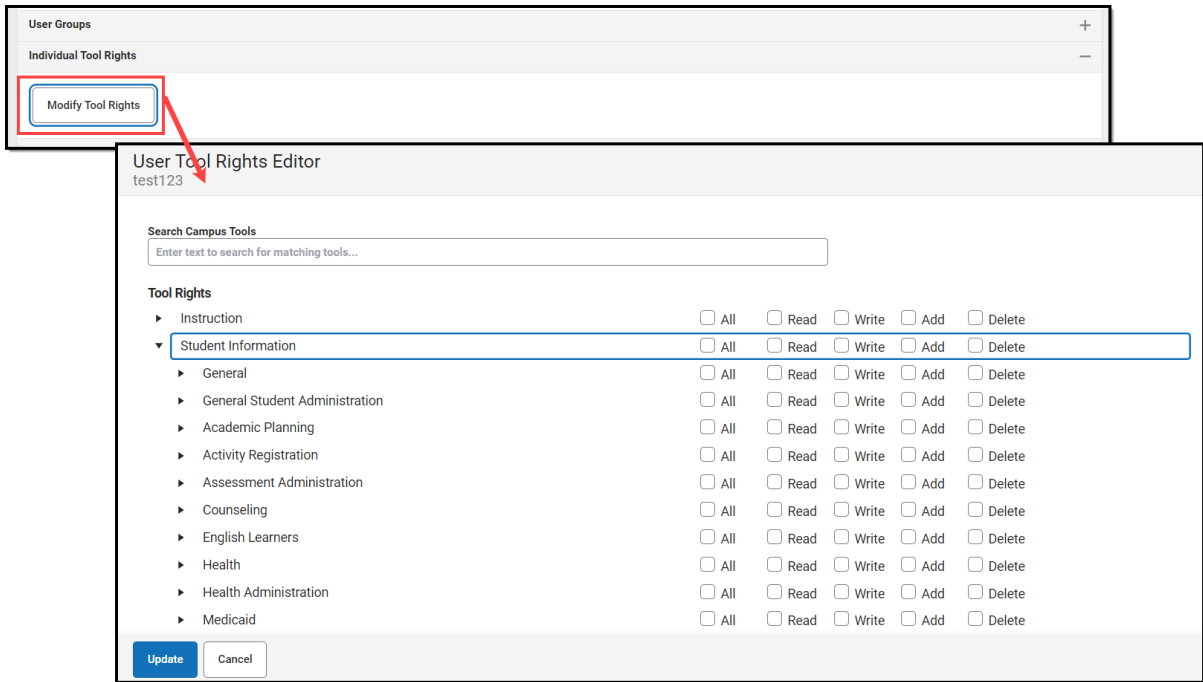 User Groups
Individual Tool Rights
Modify Tool Rights
User Tool Rights Editor
test123
Search Campus Tools
Enter text to search for matching tools...
Tool Rights
Instruction All Read Write Add Delete
Student Information All Read Write Add Delete
General All Read Write Add Delete
General Student Administration All Read Write Add Delete
Academic Planning All Read Write Add Delete
Activity Registration All Read Write Add Delete
Assessment Administration All Read Write Add Delete
Counseling All Read Write Add Delete
English Learners All Read Write Add Delete
Health All Read Write Add Delete
Health Administration All Read Write Add Delete
Medicaid All Read Write Add Delete
Update Cancel